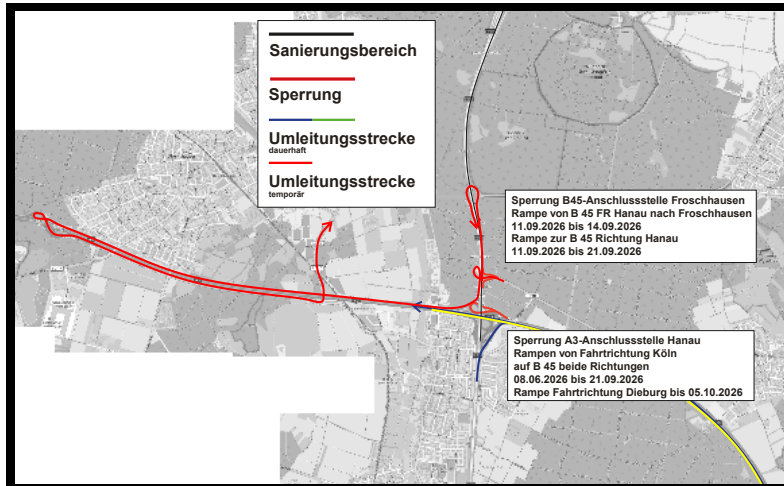 Sanierungsbereich
Sperrung
Umleitungsstrecke
dauerhaft
Umleitungsstrecke
temporär
Sperrung B45-Anschlussstelle Froschhausen
Rampe von B 45 FR Hanau nach Froschhausen
11.09.2026 bis 14.09.2026
Rampe zur B 45 Richtung Hanau
11.09.2026 bis 21.09.2026
Sperrung A3-Anschlussstelle Hanau
Rampen von Fahrtrichtung Köln
auf B 45 beide Richtungen
08.06.2026 bis 21.09.2026
Rampe Fahrtrichtung Dieburg bis 05.10.2026